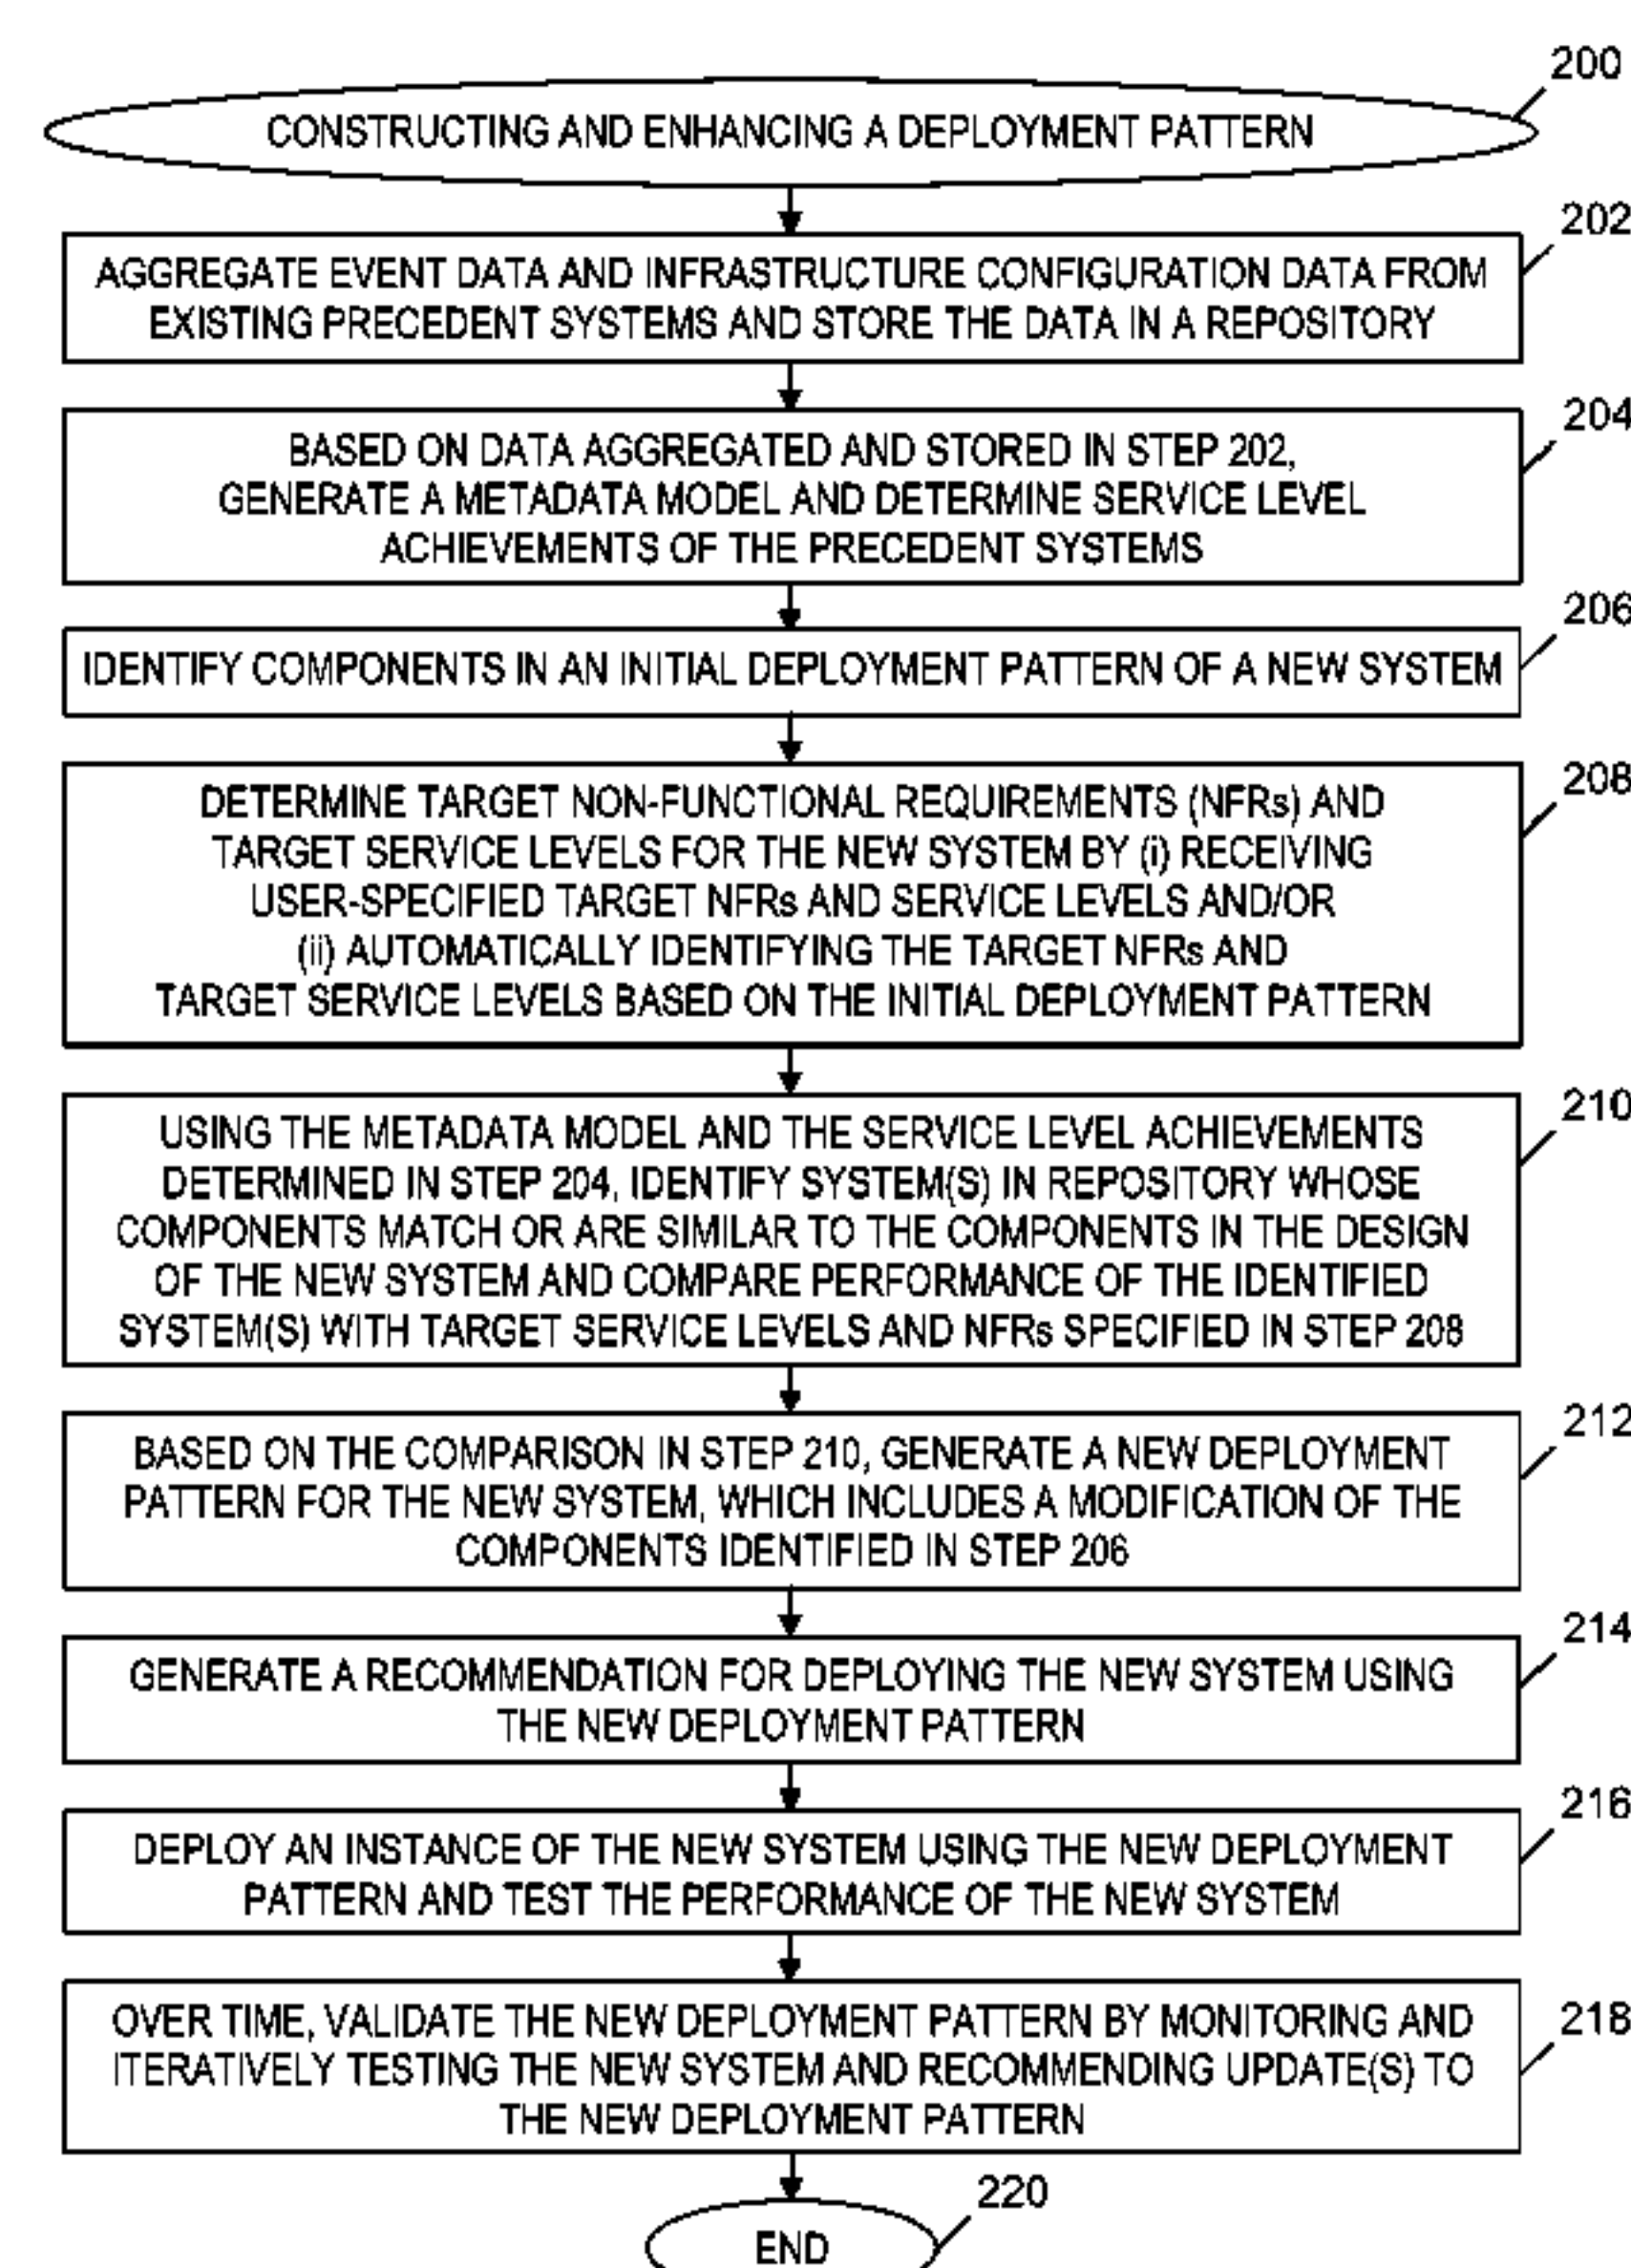 200
CONSTRUCTING AND ENHANCING A DEPLOYMENT PATTERN
202
AGGREGATE EVENT DATA AND INFRASTRUCTURE CONFIGURATION DATA FROM
EXISTING PRECEDENT SYSTEMS AND STORE THE DATA IN A REPOSITORY
204
BASED ON DATA AGGREGATED AND STORED IN STEP 202,
GENERATE A METADATA MODEL AND DETERMINE SERVICE LEVEL
ACHIEVEMENTS OF THE PRECEDENT SYSTEMS
206
IDENTIFY COMPONENTS IN AN INITIAL DEPLOYMENT PATTERN OF A NEW SYSTEM
208
DETERMINE TARGET NON-FUNCTIONAL REQUIREMENTS (NFRs) AND
TARGET SERVICE LEVELS FOR THE NEW SYSTEM BY (i) RECEIVING
USER-SPECIFIED TARGET NFRs AND SERVICE LEVELS AND/OR
(ii) AUTOMATICALLY IDENTIFYING THE TARGET NFRs AND
TARGET SERVICE LEVELS BASED ON THE INITIAL DEPLOYMENT PATTERN
210
USING THE METADATA MODEL AND THE SERVICE LEVEL ACHIEVEMENTS
DETERMINED IN STEP 204, IDENTIFY SYSTEM(S) IN REPOSITORY WHOSE
COMPONENTS MATCH OR ARE SIMILAR TO THE COMPONENTS IN THE DESIGN
OF THE NEW SYSTEM AND COMPARE PERFORMANCE OF THE IDENTIFIED
SYSTEM(S) WITH TARGET SERVICE LEVELS AND NFRs SPECIFIED IN STEP 208
212
BASED ON THE COMPARISON IN STEP 210, GENERATE A NEW DEPLOYMENT
PATTERN FOR THE NEW SYSTEM, WHICH INCLUDES A MODIFICATION OF THE
COMPONENTS IDENTIFIED IN STEP 206
214
GENERATE A RECOMMENDATION FOR DEPLOYING THE NEW SYSTEM USING
THE NEW DEPLOYMENT PATTERN
216
DEPLOY AN INSTANCE OF THE NEW SYSTEM USING THE NEW DEPLOYMENT
PATTERN AND TEST THE PERFORMANCE OF THE NEW SYSTEM
218
OVER TIME, VALIDATE THE NEW DEPLOYMENT PATTERN BY MONITORING AND
ITERATIVELY TESTING THE NEW SYSTEM AND RECOMMENDING UPDATE(S) TO
THE NEW DEPLOYMENT PATTERN
220
END